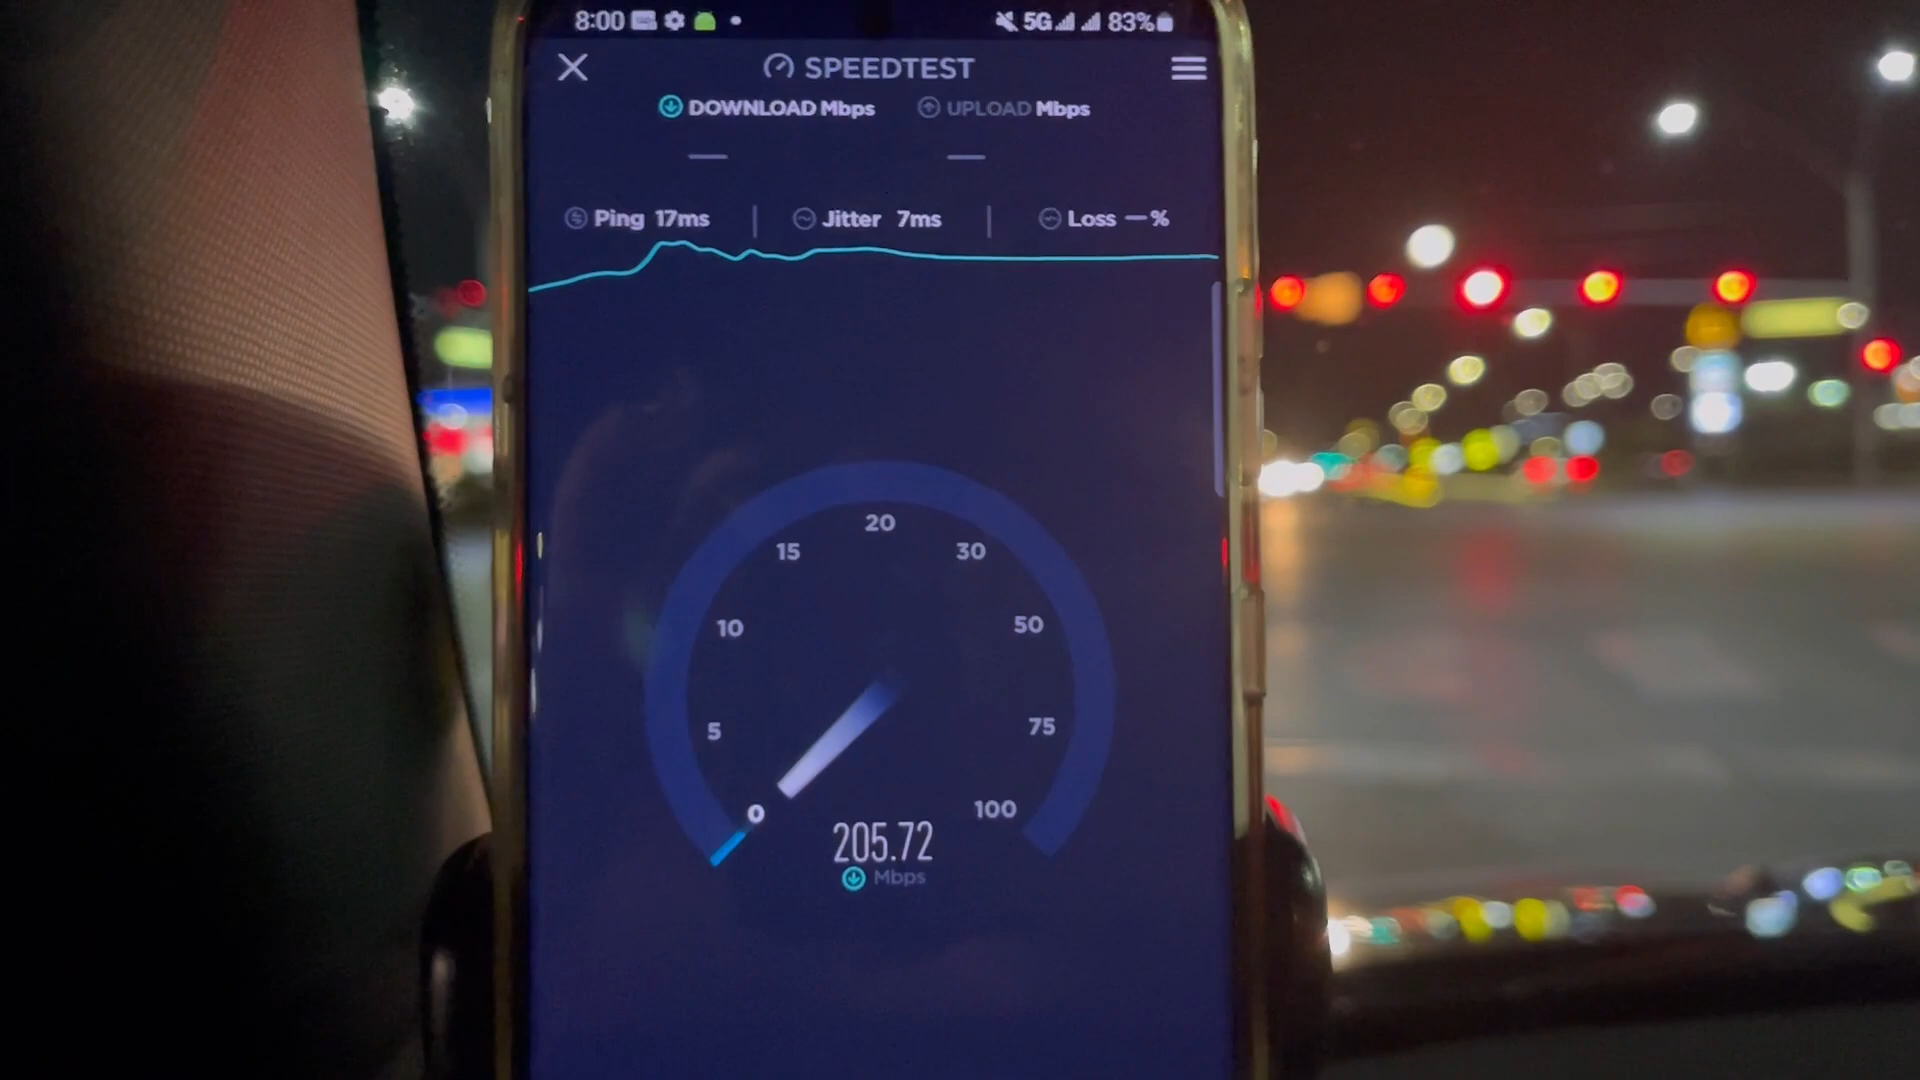 8:00 5G 83%
SPEEDTEST
DOWNLOAD Mbps UPLOAD Mbps
— —
Ping 17ms | Jitter 7ms | Loss —%
20
15 30
10 50
5 75
0 100
205.72
Mbps